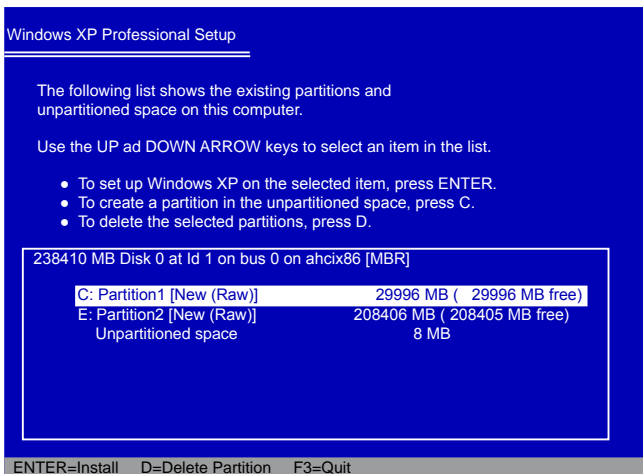 Windows XP Professional Setup
The following list shows the existing partitions and
unpartitioned space on this computer.
Use the UP ad DOWN ARROW keys to select an item in the list.
● To set up Windows XP on the selected item, press ENTER.
● To create a partition in the unpartitioned space, press C.
● To delete the selected partitions, press D.
238410 MB Disk 0 at Id 1 on bus 0 on ahcix86 [MBR]
C: Partition1 [New (Raw)] 29996 MB ( 29996 MB free)
E: Partition2 [New (Raw)] 208406 MB ( 208405 MB free)
Unpartitioned space 8 MB
ENTER=Install D=Delete Partition F3=Quit